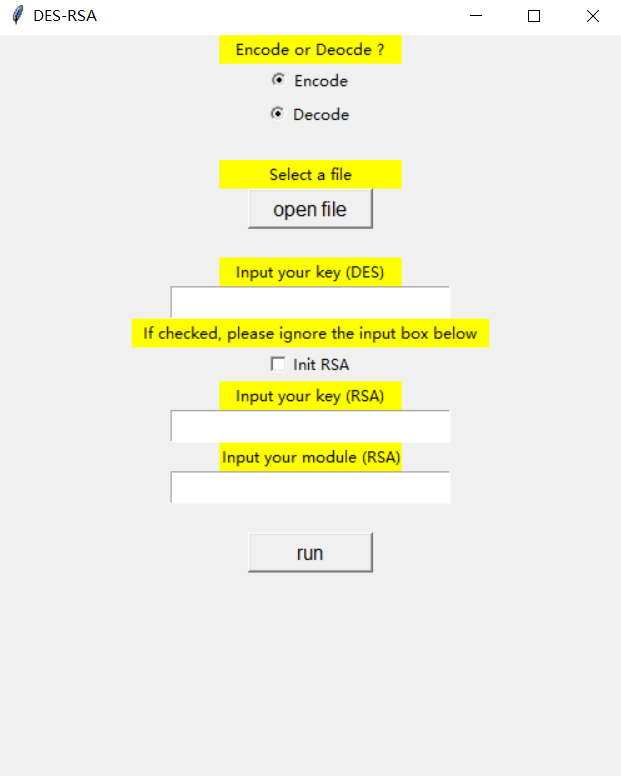 DES-RSA
Encode or Deocde ?
Encode
Decode
Select a file
open file
Input your key (DES)
If checked, please ignore the input box below
Init RSA
Input your key (RSA)
Input your module (RSA)
run